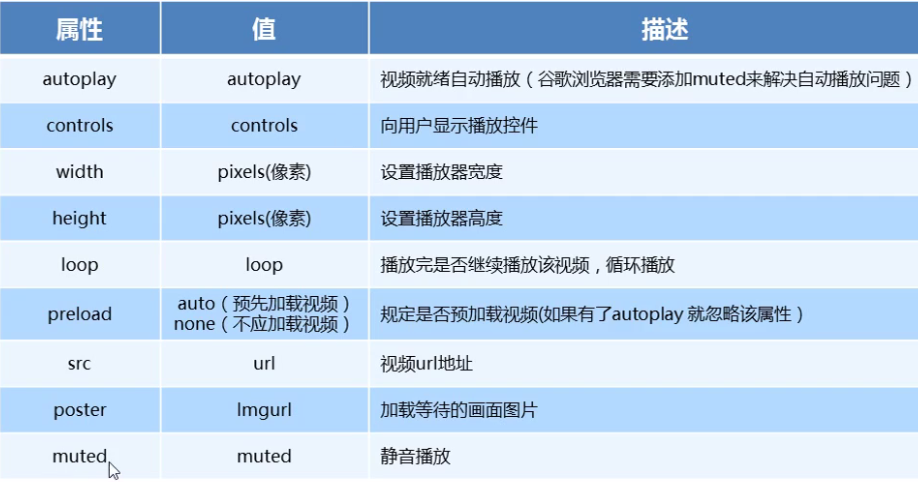 属性 值 描述
autoplay autoplay 视频就绪自动播放（谷歌浏览器需要添加muted来解决自动播放问题）
controls controls 向用户显示播放控件
width pixels(像素) 设置播放器宽度
height pixels(像素) 设置播放器高度
loop loop 播放完是否继续播放该视频，循环播放
preload auto（预先加载视频） 规定是否预加载视频(如果有了autoplay 就忽略该属性）
none（不应加载视频）
src url 视频url地址
poster Imgurl 加载等待的画面图片
muted muted 静音播放